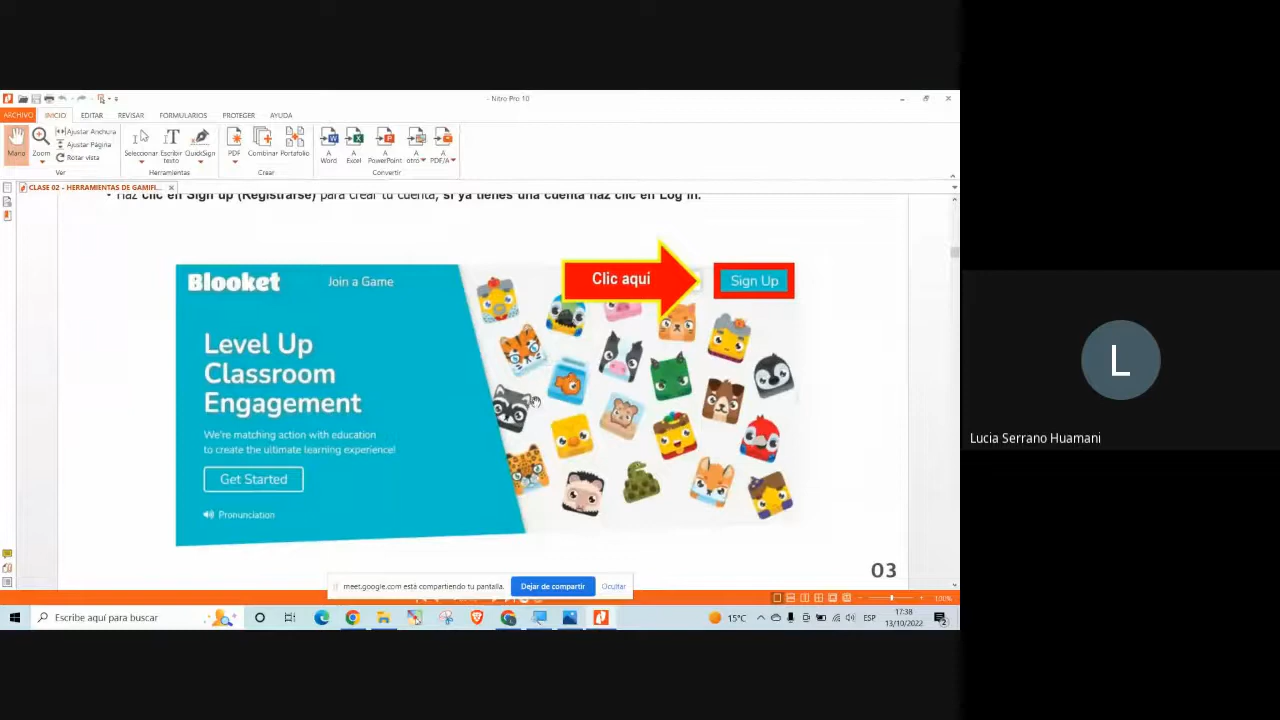 - Nitro Pro 10
ARCHIVO INICIO EDITAR REVISAR FORMULARIOS PROTEGER AYUDA
Mano Zoom Ajustar Anchura Ajustar Página Rotar vista
Seleccionar Escribir texto QuickSign PDF Combinar Portafolio
A Word A Excel A PowerPoint A otro A PDF/A
Ver Herramientas Crear Convertir
CLASE 02 - HERRAMIENTAS DE GAMIFI...
• Haz clic en Sign up (Registrarse) para crear tu cuenta, si ya tienes una cuenta haz clic en Log in.
Blooket Join a Game Clic aquí Sign Up
Level Up
Classroom
Engagement
We're matching action with education
to create the ultimate learning experience!
Get Started
Pronunciation
03
meet.google.com está compartiendo tu pantalla. Dejar de compartir Ocultar
100%
Escribe aquí para buscar
15°C ESP 17:38
13/10/2022
2
L
Lucia Serrano Huamani